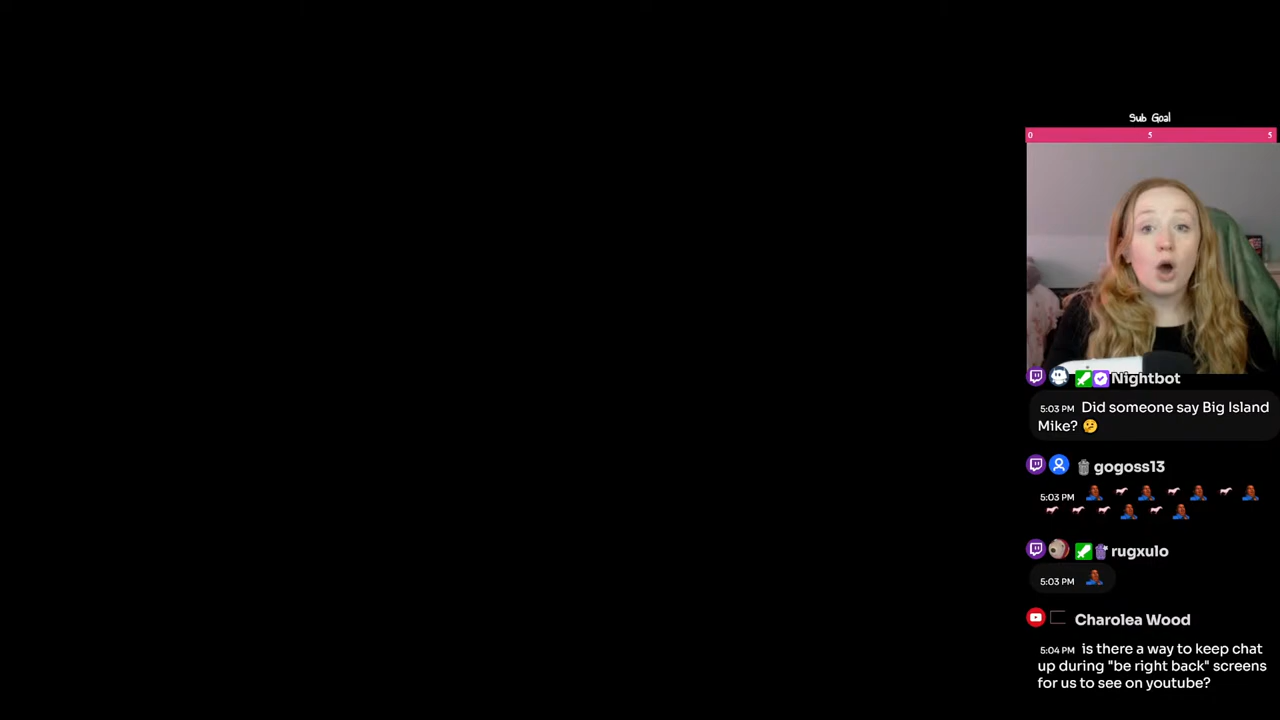 Sub Goal
0 5 5
Nightbot
5:03 PM Did someone say Big Island
Mike? 🤔
gogoss13
5:03 PM
rugxulo
5:03 PM
Charolea Wood
5:04 PM is there a way to keep chat
up during "be right back" screens
for us to see on youtube?